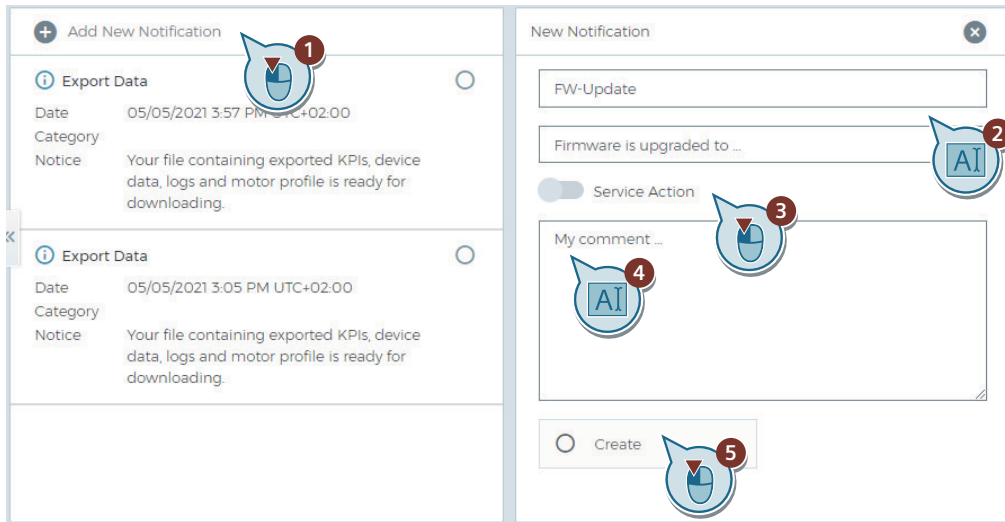 Add New Notification
1
Export Data
Date 05/05/2021 3:57 PM UTC+02:00
Category
Notice Your file containing exported KPIs, device
data, logs and motor profile is ready for
downloading.
Export Data
Date 05/05/2021 3:05 PM UTC+02:00
Category
Notice Your file containing exported KPIs, device
data, logs and motor profile is ready for
downloading.
New Notification
FW-Update
2
Firmware is upgraded to ...
AI
Service Action
3
My comment ...
4
AI
Create
5